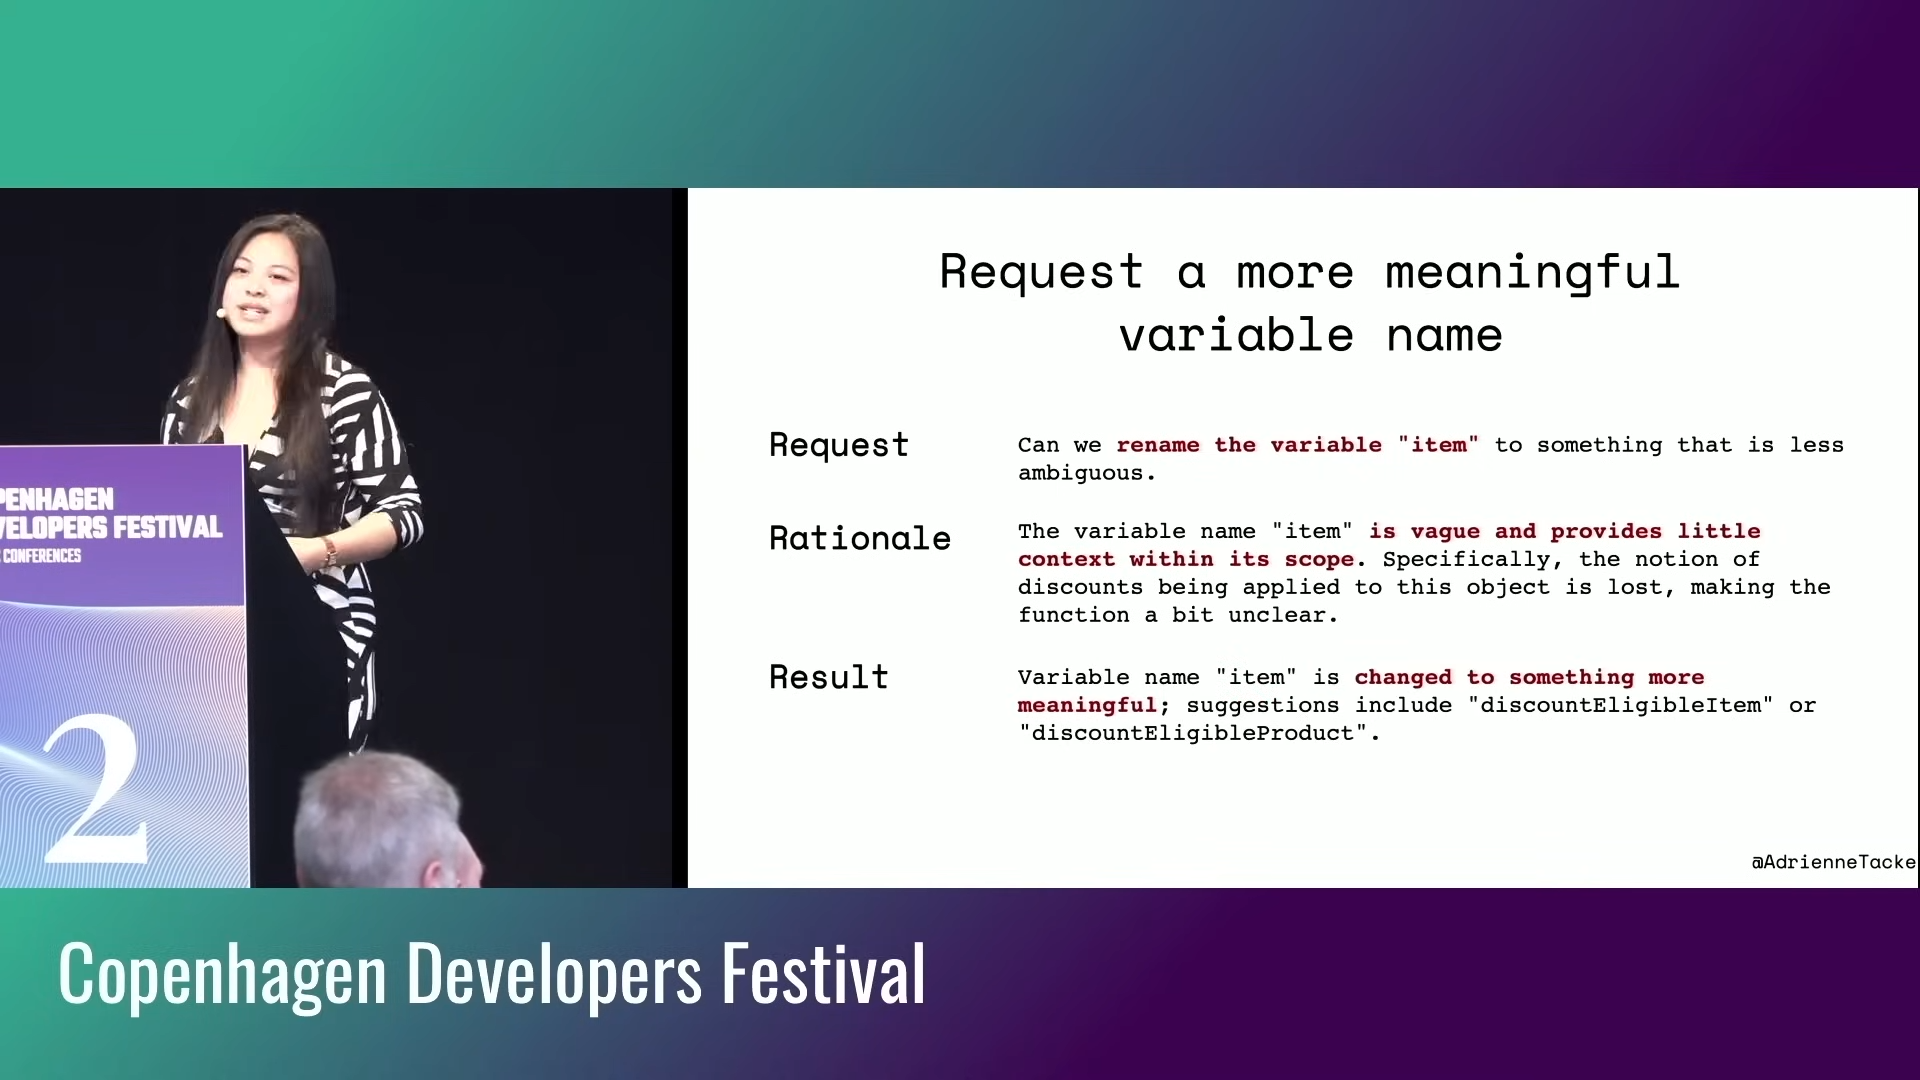 Request a more meaningful
variable name
Request
Can we rename the variable "item" to something that is less
ambiguous.
Rationale
The variable name "item" is vague and provides little
context within its scope. Specifically, the notion of
discounts being applied to this object is lost, making the
function a bit unclear.
Result
Variable name "item" is changed to something more
meaningful; suggestions include "discountEligibleItem" or
"discountEligibleProduct".
@AdrienneTacke
PENHAGEN
VELOPERS FESTIVAL
CONFERENCES
2
Copenhagen Developers Festival